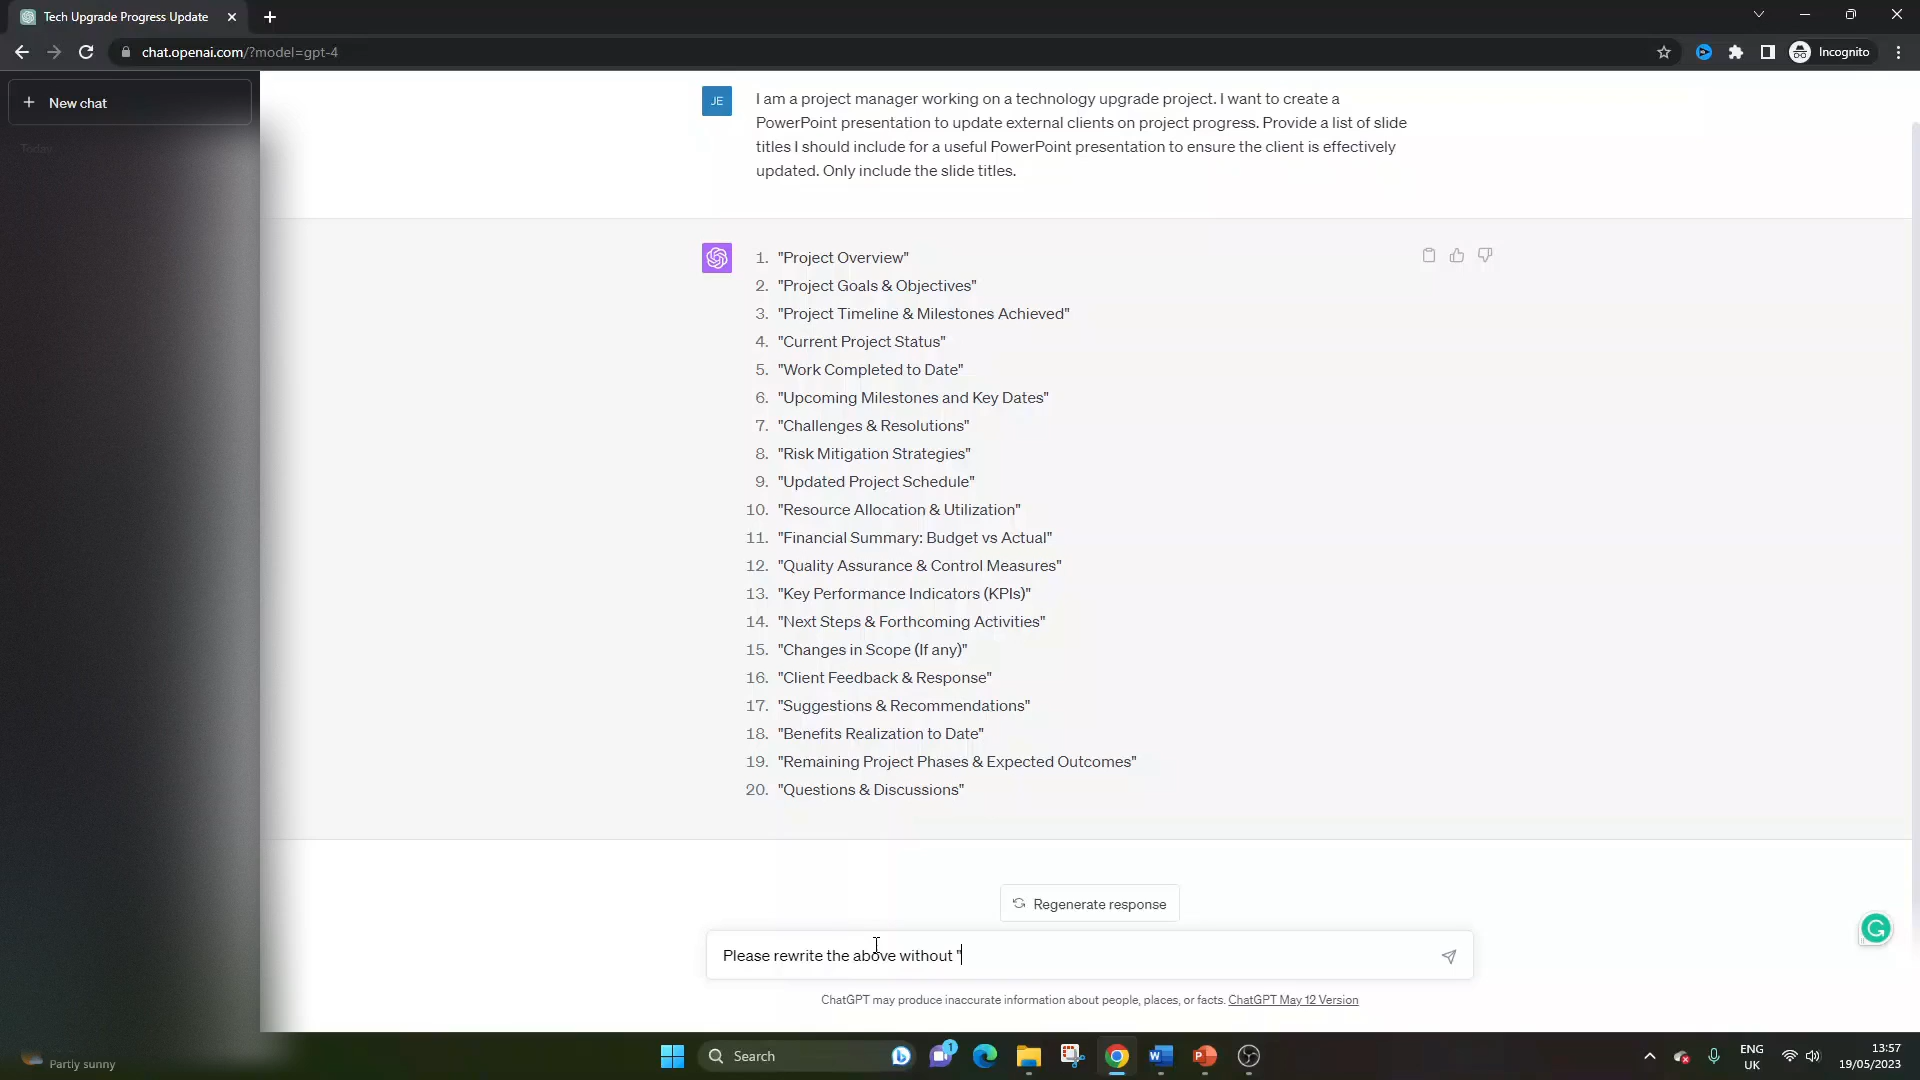 Tech Upgrade Progress Update
chat.openai.com/?model=gpt-4
Incognito
New chat
Today
JE
I am a project manager working on a technology upgrade project. I want to create a
PowerPoint presentation to update external clients on project progress. Provide a list of slide
titles I should include for a useful PowerPoint presentation to ensure the client is effectively
updated. Only include the slide titles.
1. "Project Overview"
2. "Project Goals & Objectives"
3. "Project Timeline & Milestones Achieved"
4. "Current Project Status"
5. "Work Completed to Date"
6. "Upcoming Milestones and Key Dates"
7. "Challenges & Resolutions"
8. "Risk Mitigation Strategies"
9. "Updated Project Schedule"
10. "Resource Allocation & Utilization"
11. "Financial Summary: Budget vs Actual"
12. "Quality Assurance & Control Measures"
13. "Key Performance Indicators (KPIs)"
14. "Next Steps & Forthcoming Activities"
15. "Changes in Scope (If any)"
16. "Client Feedback & Response"
17. "Suggestions & Recommendations"
18. "Benefits Realization to Date"
19. "Remaining Project Phases & Expected Outcomes"
20. "Questions & Discussions"
Regenerate response
Please rewrite the above without "
ChatGPT may produce inaccurate information about people, places, or facts. ChatGPT May 12 Version
Partly sunny
Search
1
ENG
UK
13:57
19/05/2023